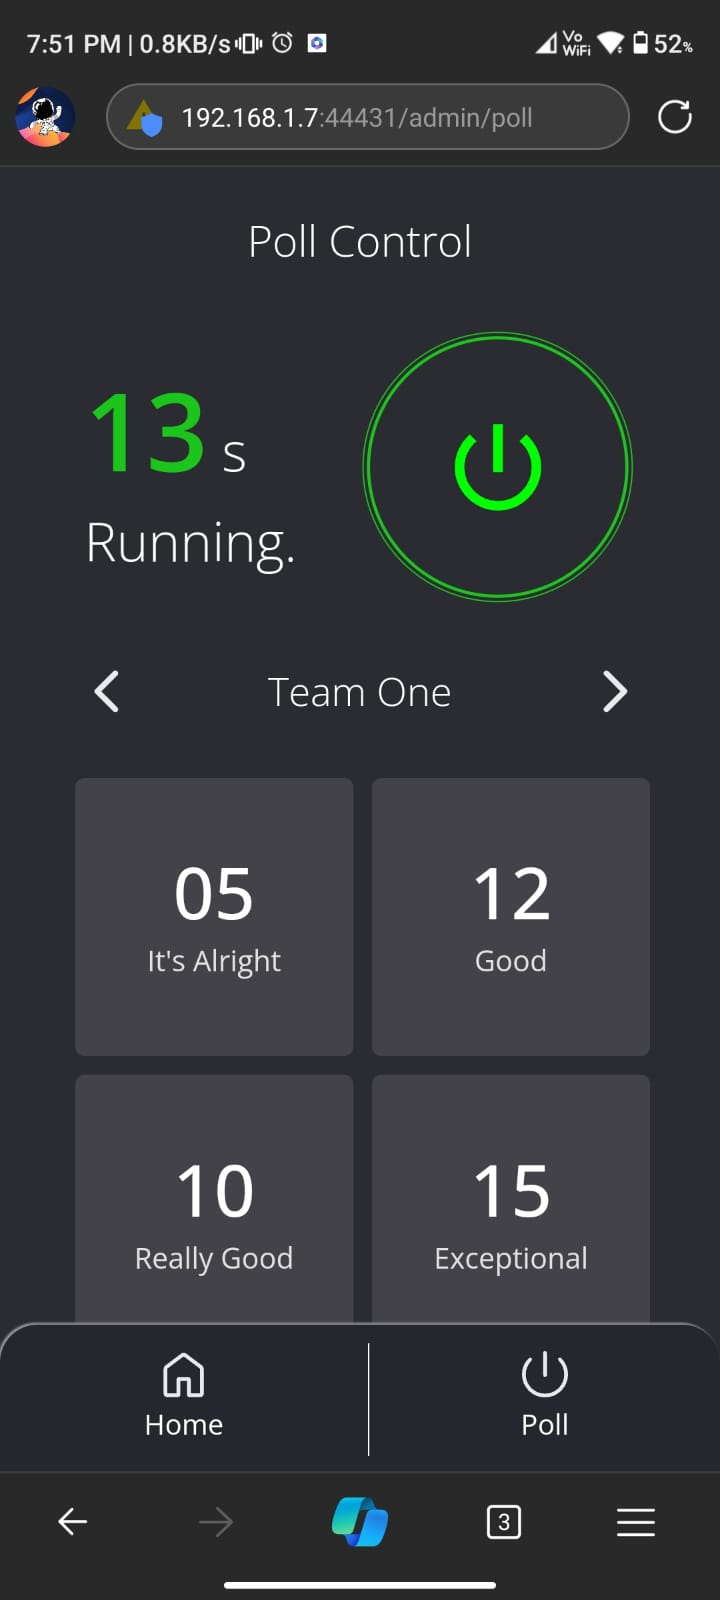 7:51 PM | 0.8KB/s Vo WiFi 52%
192.168.1.7:44431/admin/poll
Poll Control
13 s
Running.
Team One
05 12
It's Alright Good
10 15
Really Good Exceptional
Home Poll
3